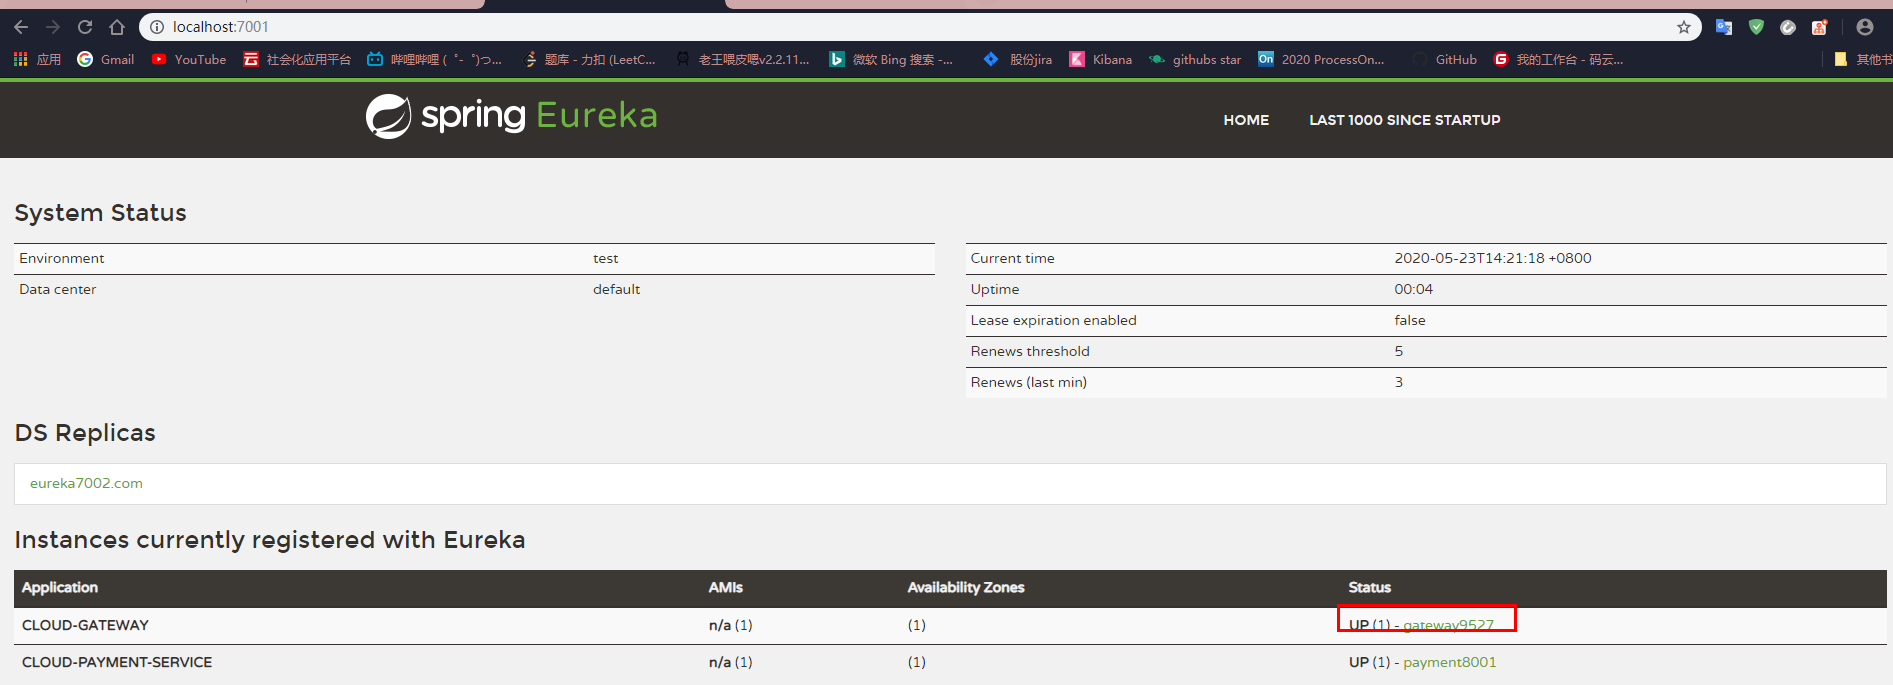 localhost:7001
应用 Gmail YouTube 社会化应用平台 哔哩哔哩 ( ゜- ゜)つ... 题库 - 力扣 (LeetC... 老王喂皮嗯v2.2.11... 微软 Bing 搜索 -... 股份jira Kibana githubs star On 2020 ProcessOn... GitHub 我的工作台 - 码云... 其他书
spring Eureka HOME LAST 1000 SINCE STARTUP
System Status
Environment test
Data center default
Current time 2020-05-23T14:21:18 +0800
Uptime 00:04
Lease expiration enabled false
Renews threshold 5
Renews (last min) 3
DS Replicas
eureka7002.com
Instances currently registered with Eureka
Application AMIs Availability Zones Status
CLOUD-GATEWAY n/a (1) (1) UP (1) - gateway9527
CLOUD-PAYMENT-SERVICE n/a (1) (1) UP (1) - payment8001